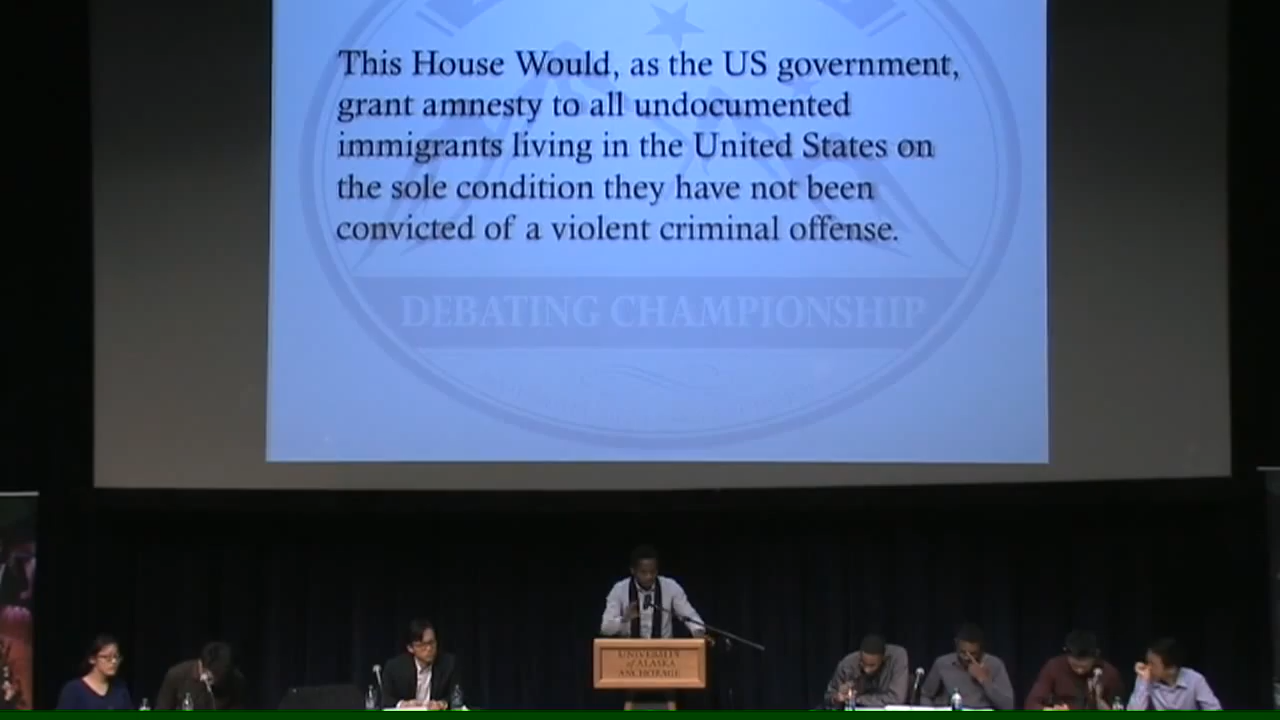 This House Would, as the US government,
grant amnesty to all undocumented
immigrants living in the United States on
the sole condition they have not been
convicted of a violent criminal offense.
DEBATING CHAMPIONSHIP
UNIVERSITY
of ALASKA
ANCHORAGE